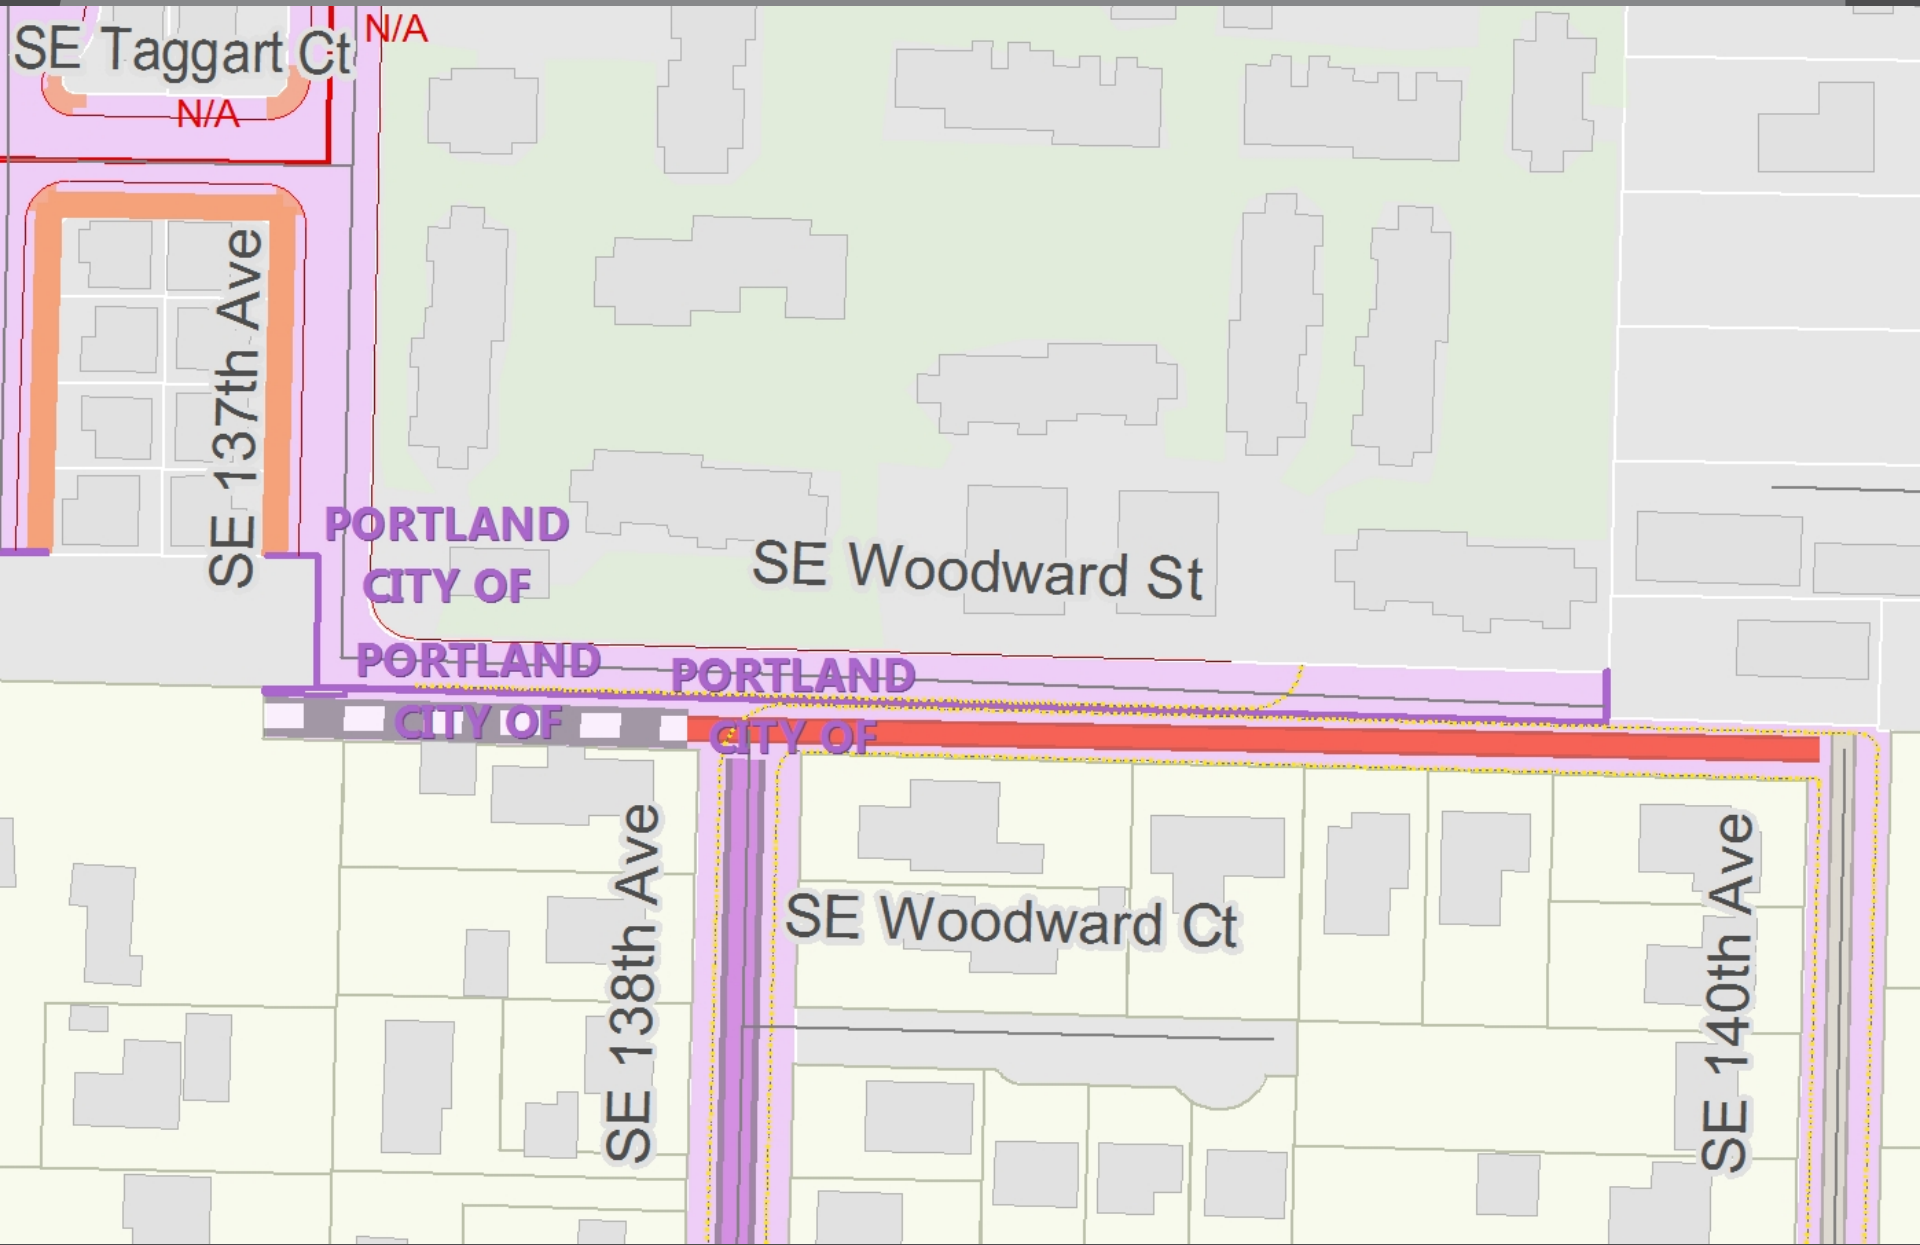 SE Taggart Ct
N/A
N/A
SE 137th Ave
PORTLAND
CITY OF
SE Woodward St
PORTLAND
CITY OF
PORTLAND
CITY OF
SE 138th Ave
SE Woodward Ct
SE 140th Ave